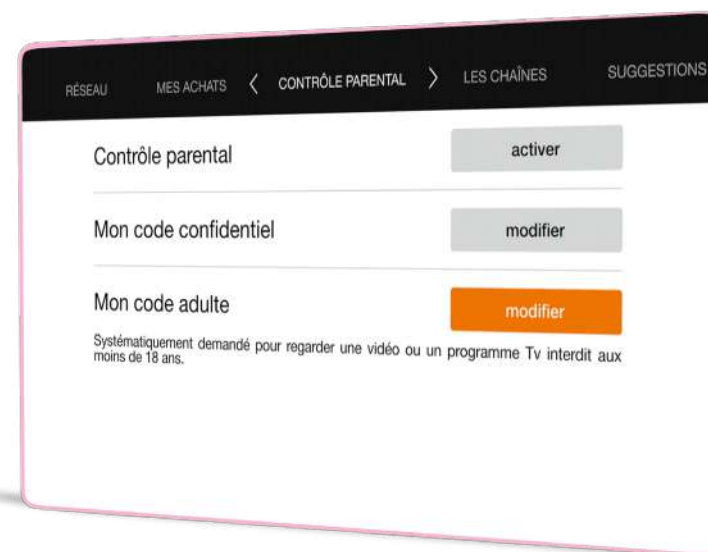 RÉSEAU MES ACHATS < CONTRÔLE PARENTAL > LES CHAÎNES SUGGESTIONS
Contrôle parental activer
Mon code confidentiel modifier
Mon code adulte modifier
Systématiquement demandé pour regarder une vidéo ou un programme Tv interdit aux
moins de 18 ans.